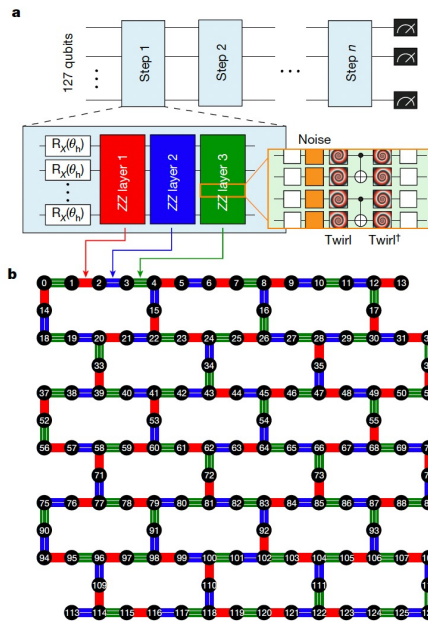 a
127 qubits
Step 1
Step 2
Step n
R_X(θ_h)
R_X(θ_h)
R_X(θ_h)
ZZ layer 1
ZZ layer 2
ZZ layer 3
Noise
Twirl Twirl†
b
0 1 2 3 4 5 6 7 8 9 10 11 12 13
14 15 16 17
18 19 20 21 22 23 24 25 26 27 28 29 30 31
33 34 35
37 38 39 40 41 42 43 44 45 46 47 48 49 50
52 53 54 55
56 57 58 59 60 61 62 63 64 65 66 67 68 69
71 72 73
75 76 77 78 79 80 81 82 83 84 85 86 87 88
90 91 92 93
94 95 96 97 98 99 100 101 102 103 104 105 106 107
109 110 111
113 114 115 116 117 118 119 120 121 122 123 124 125